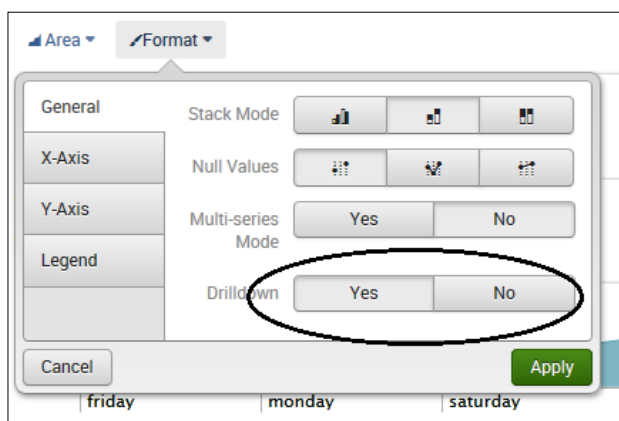 Area Format
General
Stack Mode
X-Axis
Null Values
Y-Axis
Multi-series
Mode
Yes No
Legend
Drilldown Yes No
Cancel Apply
friday monday saturday